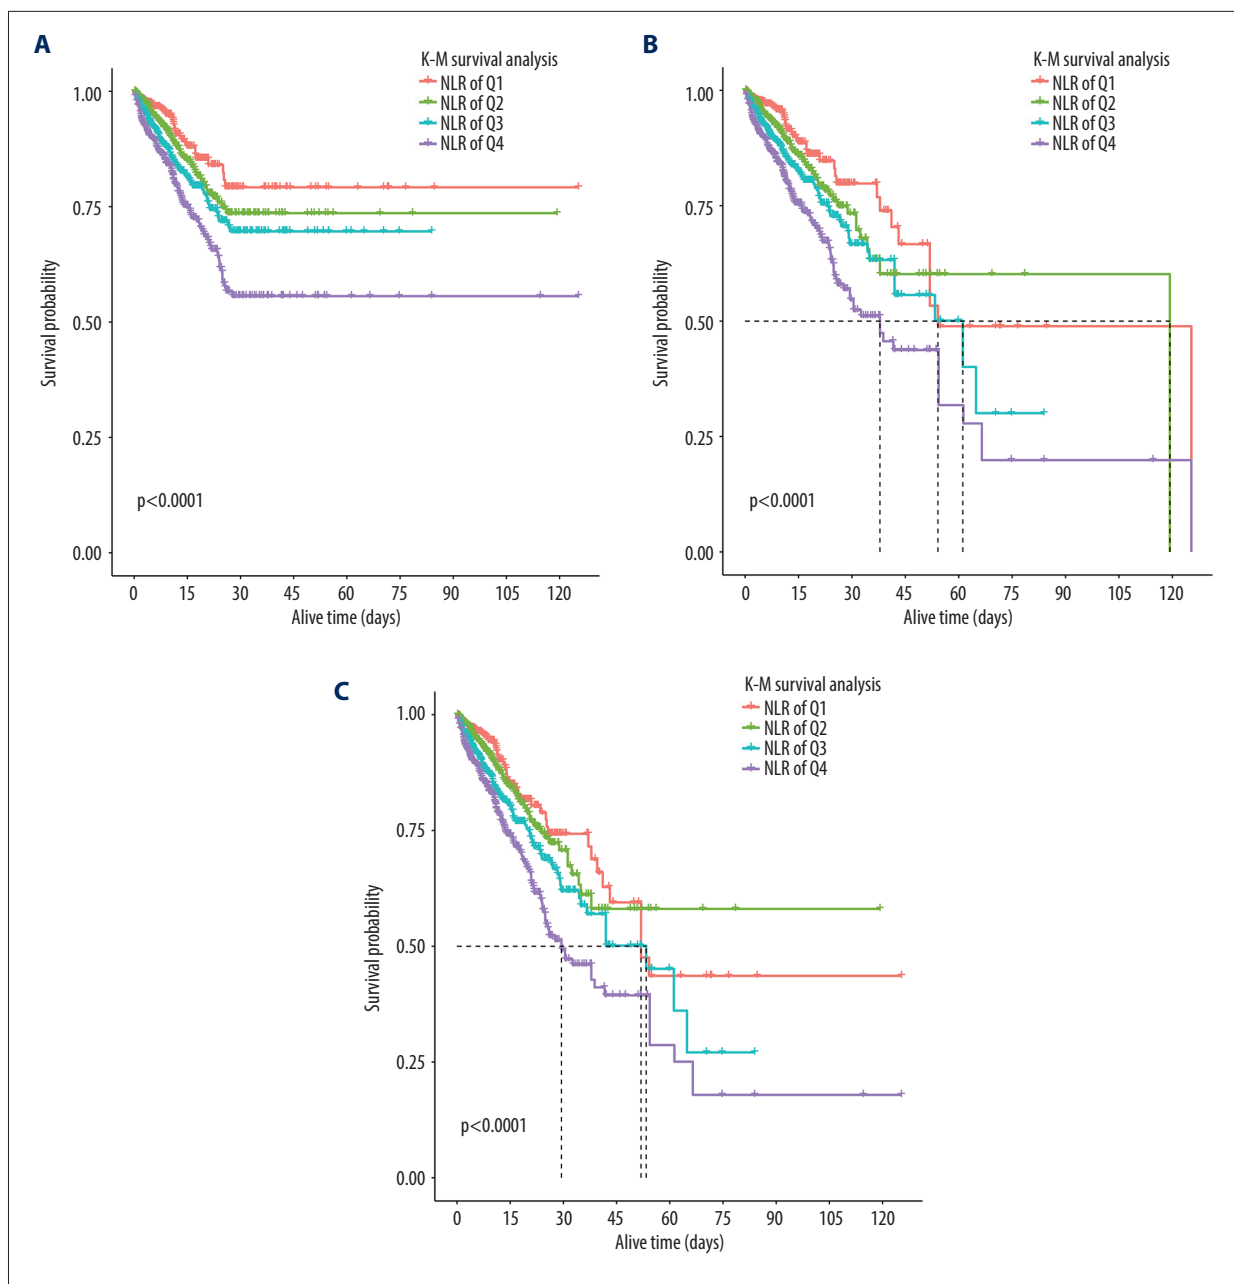 A
K–M survival analysis
NLR of Q1
NLR of Q2
NLR of Q3
NLR of Q4
1.00
0.75
0.50
0.25
0.00
Survival probability
p<0.0001
0 15 30 45 60 75 90 105 120
Alive time (days)
B
K–M survival analysis
NLR of Q1
NLR of Q2
NLR of Q3
NLR of Q4
1.00
0.75
0.50
0.25
0.00
Survival probability
p<0.0001
0 15 30 45 60 75 90 105 120
Alive time (days)
C
K–M survival analysis
NLR of Q1
NLR of Q2
NLR of Q3
NLR of Q4
1.00
0.75
0.50
0.25
0.00
Survival probability
p<0.0001
0 15 30 45 60 75 90 105 120
Alive time (days)